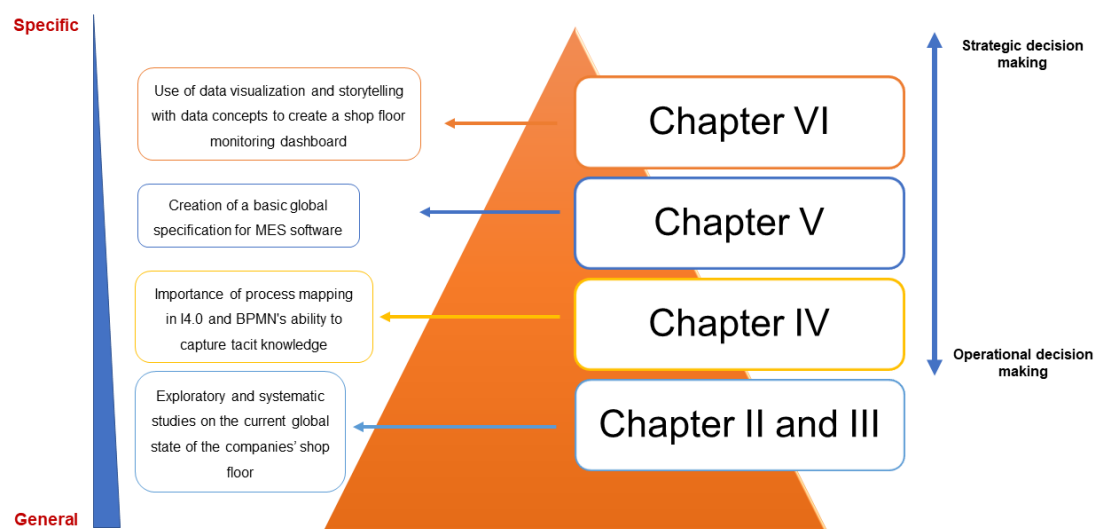 Specific
Strategic decision
making
Use of data visualization and storytelling
with data concepts to create a shop floor
monitoring dashboard
Chapter VI
Creation of a basic global
specification for MES software
Chapter V
Importance of process mapping
in I4.0 and BPMN's ability to
capture tacit knowledge
Chapter IV
Operational decision
making
Exploratory and systematic
studies on the current global
state of the companies’ shop
floor
Chapter II and III
General